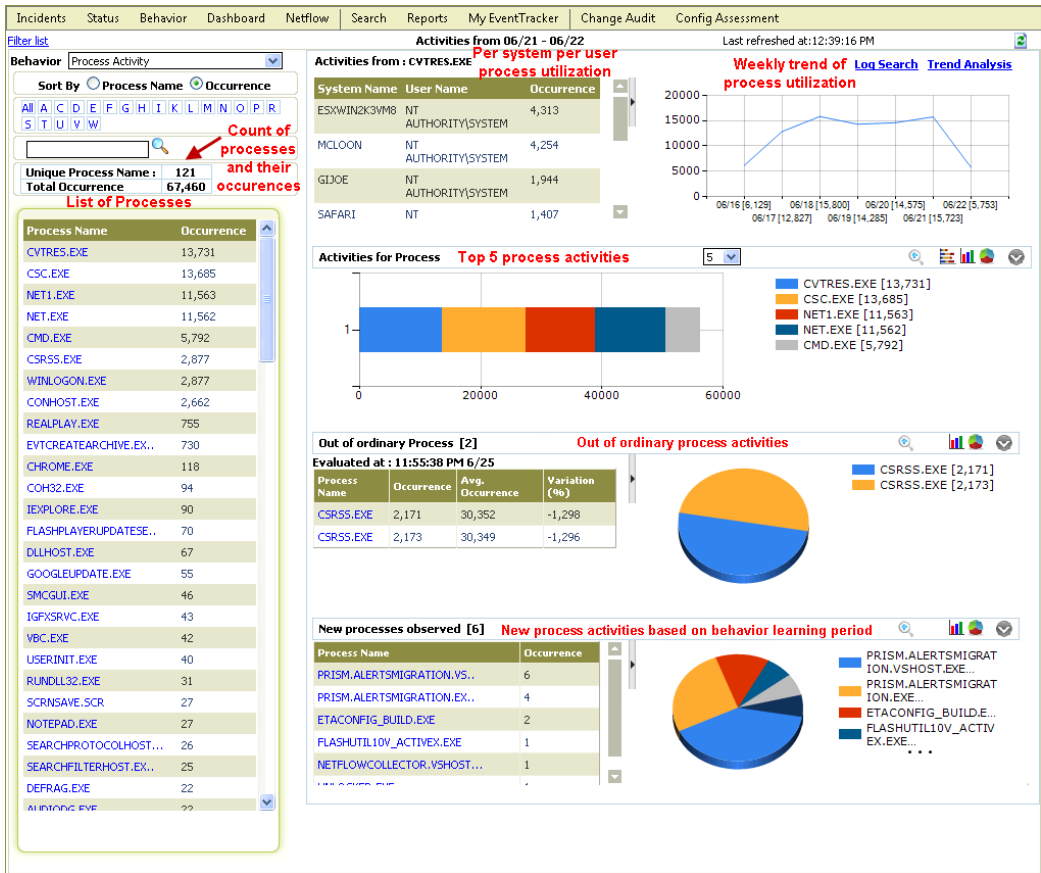 Incidents Status Behavior Dashboard Netflow Search Reports My EventTracker Change Audit Config Assessment
Filter list
Activities from 06/21 - 06/22
Last refreshed at:12:39:16 PM
Behavior Process Activity
Sort By Process Name Occurrence
All A C D E F G H I K L M N O P R
S T U V W
Count of
processes
and their
occurences
Unique Process Name : 121
Total Occurrence 67,460
List of Processes
Process Name Occurrence
CVTRES.EXE 13,731
CSC.EXE 13,685
NET1.EXE 11,563
NET.EXE 11,562
CMD.EXE 5,792
CSRSS.EXE 2,877
WINLOGON.EXE 2,877
CONHOST.EXE 2,662
REALPLAY.EXE 755
EVTCREATEARCHIVE.EX.. 730
CHROME.EXE 118
COH32.EXE 94
IEXPLORE.EXE 90
FLASHPLAYERUPDATESE.. 70
DLLHOST.EXE 67
GOOGLEUPDATE.EXE 55
SMCGUI.EXE 46
IGFXSRVC.EXE 43
VBC.EXE 42
USERINIT.EXE 40
RUNDLL32.EXE 31
SCRNSAVE.SCR 27
NOTEPAD.EXE 27
SEARCHPROTOCOLHOST... 26
SEARCHFILTERHOST.EX.. 25
DEFRAG.EXE 22
AUDIODG.EXE 22
Activities from : CVTRES.EXE
Per system per user
process utilization
System Name User Name Occurrence
ESXWIN2K3VM8 NT AUTHORITY\SYSTEM 4,313
MCLOON NT AUTHORITY\SYSTEM 4,254
GIJOE NT AUTHORITY\SYSTEM 1,944
SAFARI NT 1,407
Weekly trend of
process utilization
Log Search Trend Analysis
20000
15000
10000
5000
0
06/16 [6,129] 06/18 [15,800] 06/20 [14,575] 06/22 [5,753]
06/17 [12,827] 06/19 [14,285] 06/21 [15,723]
Activities for Process Top 5 process activities 5
1
0 20000 40000 60000
CVTRES.EXE [13,731]
CSC.EXE [13,685]
NET1.EXE [11,563]
NET.EXE [11,562]
CMD.EXE [5,792]
Out of ordinary Process [2] Out of ordinary process activities
Evaluated at : 11:55:38 PM 6/25
Process Name Occurrence Avg. Occurrence Variation (%)
CSRSS.EXE 2,171 30,352 -1,298
CSRSS.EXE 2,173 30,349 -1,296
CSRSS.EXE [2,171]
CSRSS.EXE [2,173]
New processes observed [6] New process activities based on behavior learning period
Process Name Occurrence
PRISM.ALERTSMIGRATION.VS.. 6
PRISM.ALERTSMIGRATION.EX.. 4
ETACONFIG_BUILD.EXE 2
FLASHUTIL10V_ACTIVEX.EXE 1
NETFLOWCOLLECTOR.VSHOST... 1
PRISM.ALERTSMIGRAT
ION.VSHOST.EXE...
PRISM.ALERTSMIGRAT
ION.EXE...
ETACONFIG_BUILD.E...
FLASHUTIL10V_ACTIV
EX.EXE...
• • •